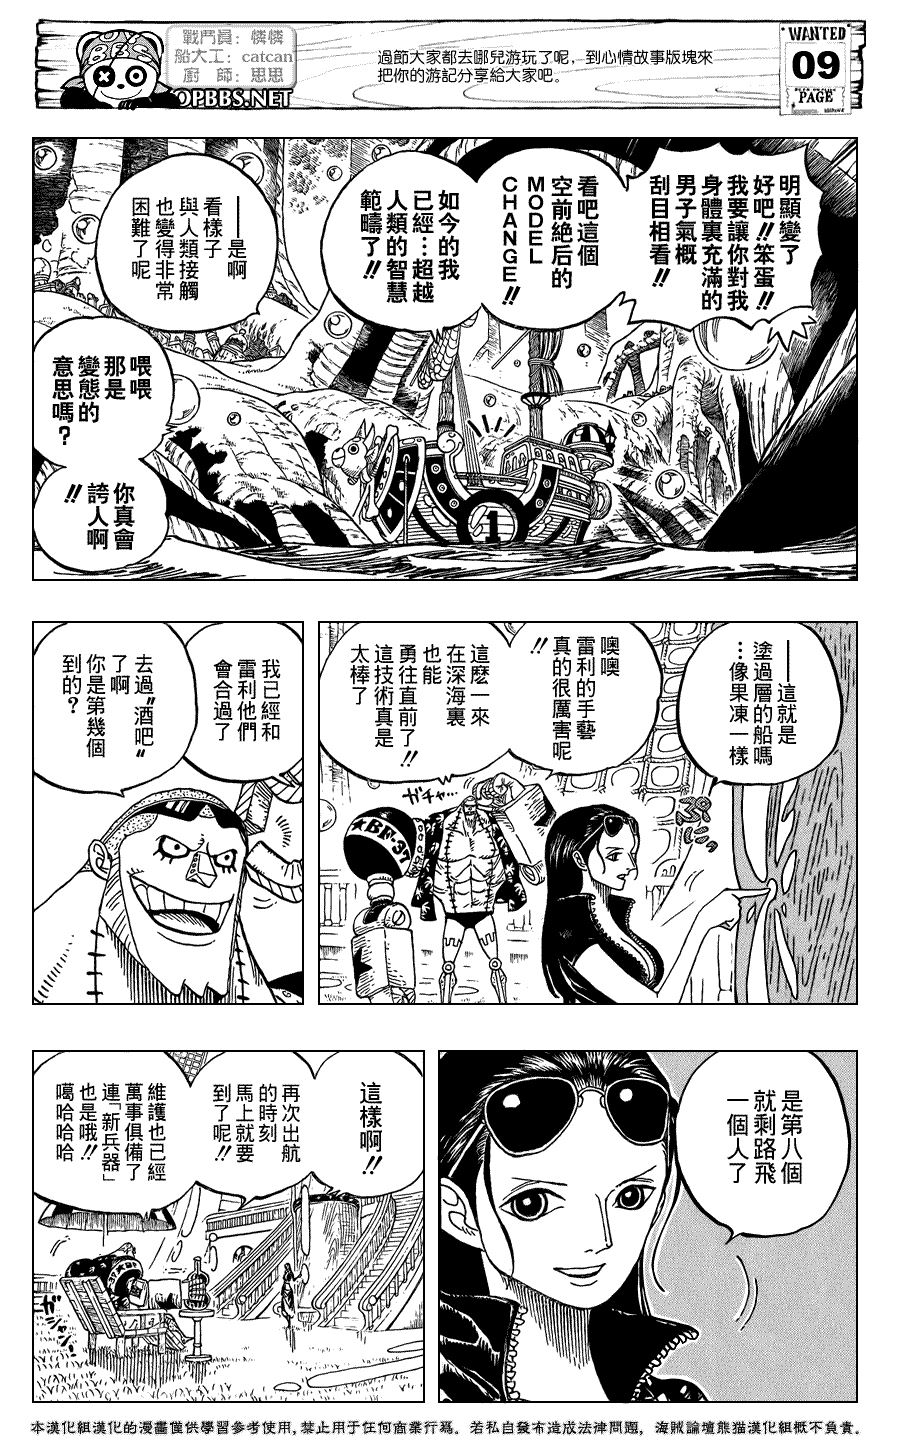 戰鬥員：憐憐
船大工：catcan
廚　師：思思
OPBBS.NET
過節大家都去哪兒游玩了呢，到心情故事版塊來
把你的游記分享給大家吧。
WANTED
09
PAGE
明顯變了
好吧!!笨蛋!!
我要讓你對我
身體裏充滿的
男子氣概
刮目相看!!
看吧這個
空前絕后的
MODEL
CHANGE!!
如今的我
已經…超越
人類的智慧
範疇了!!
——是啊
看樣子
與人類接觸
也變得非常
困難了呢
喂喂
那是
變態的
意思嗎？
你真會
誇人啊
!!
1
——這就是
塗過層的船嗎
…像果凍一樣
噢噢
雷利的手藝
真的很厲害呢
!!
這麼一來
在深海裏
也能
勇往直前了!!
這技術真是
太棒了
ガチャ…
ぷに
BF-37
我已經和
雷利他們
會合過了
去過"酒吧"
了啊
你是第幾個
到的？
是第八個
就剩路飛
一個人了
這樣啊!!
再次出航
的時刻
馬上就要
到了呢!!
維護也已經
萬事俱備了
連「新兵器」
也是哦!!
噶哈哈哈
本漢化組漢化的漫畫僅供學習參考使用,禁止用于任何商業行為。若私自發布造成法律問題，海賊論壇熊猫漢化組概不負責。